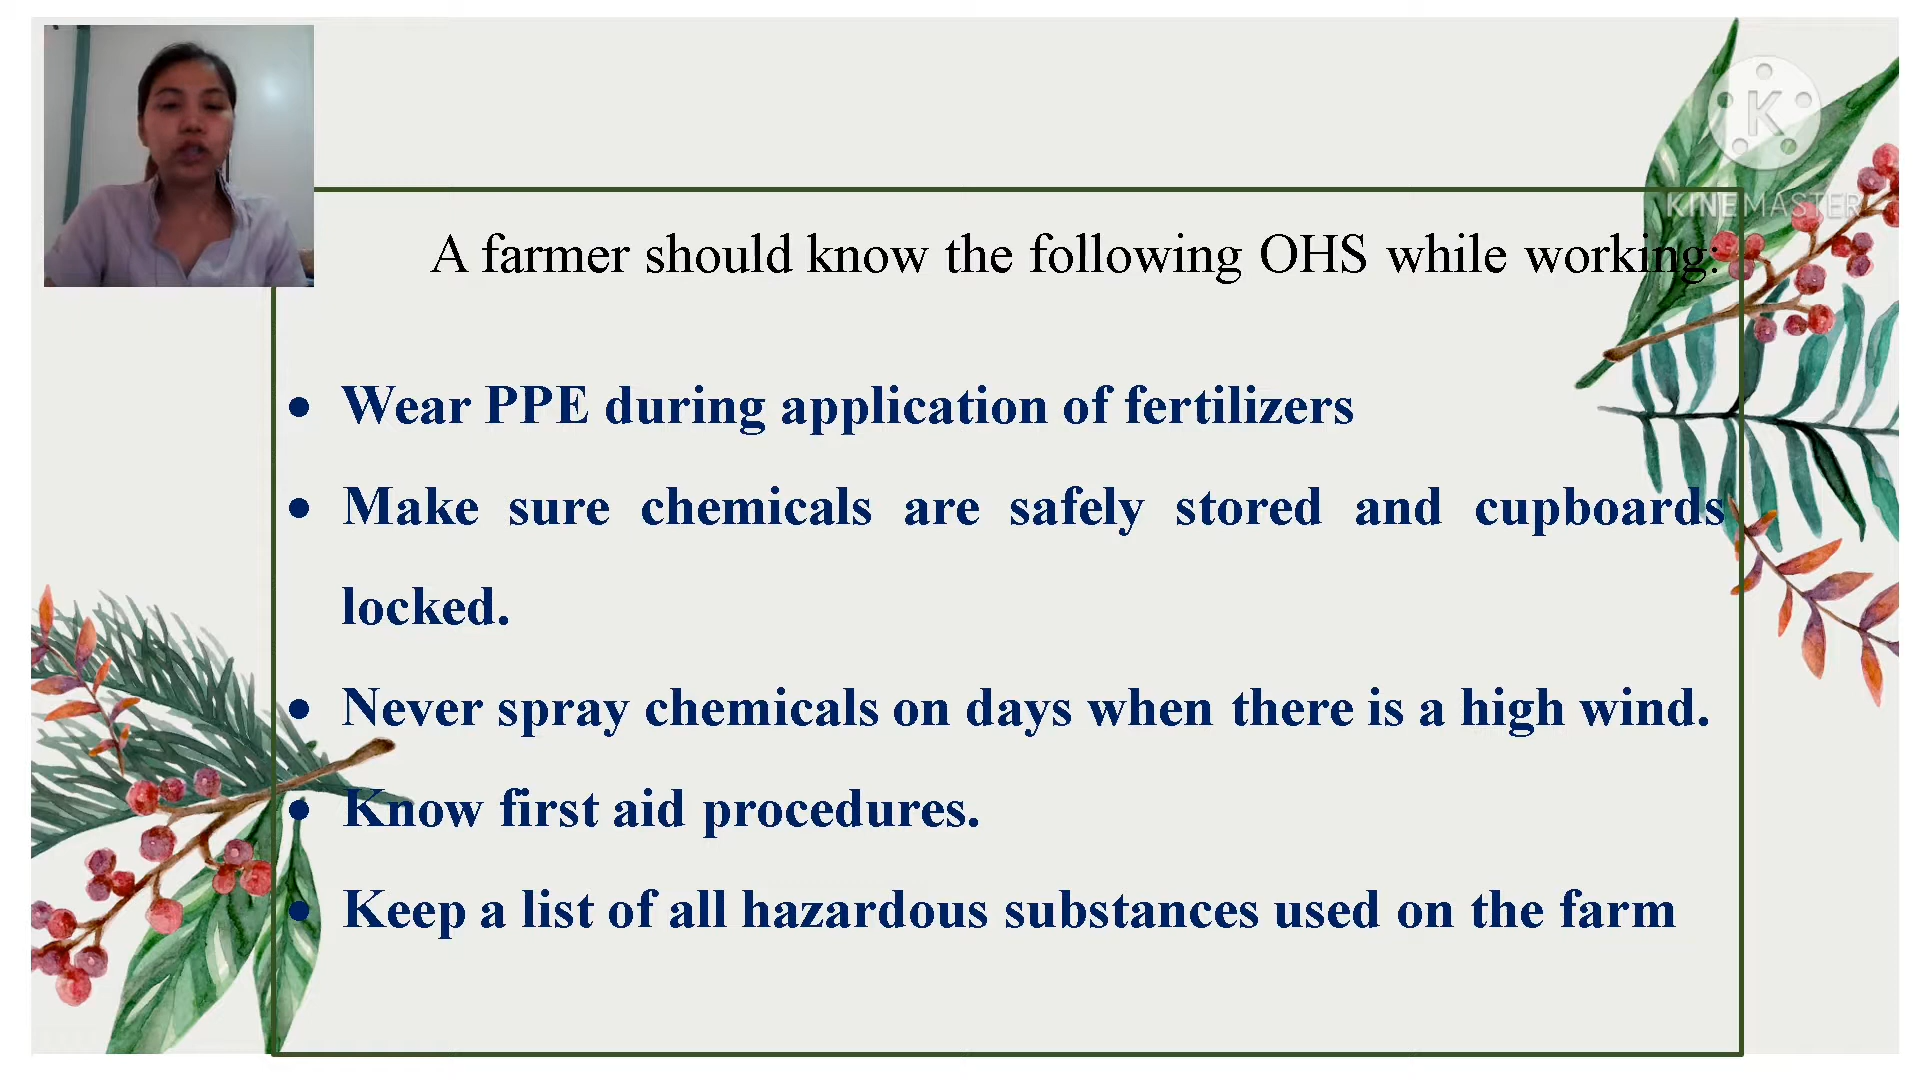 K
KINEMASTER
A farmer should know the following OHS while working:
• Wear PPE during application of fertilizers
• Make sure chemicals are safely stored and cupboards
locked.
• Never spray chemicals on days when there is a high wind.
• Know first aid procedures.
• Keep a list of all hazardous substances used on the farm